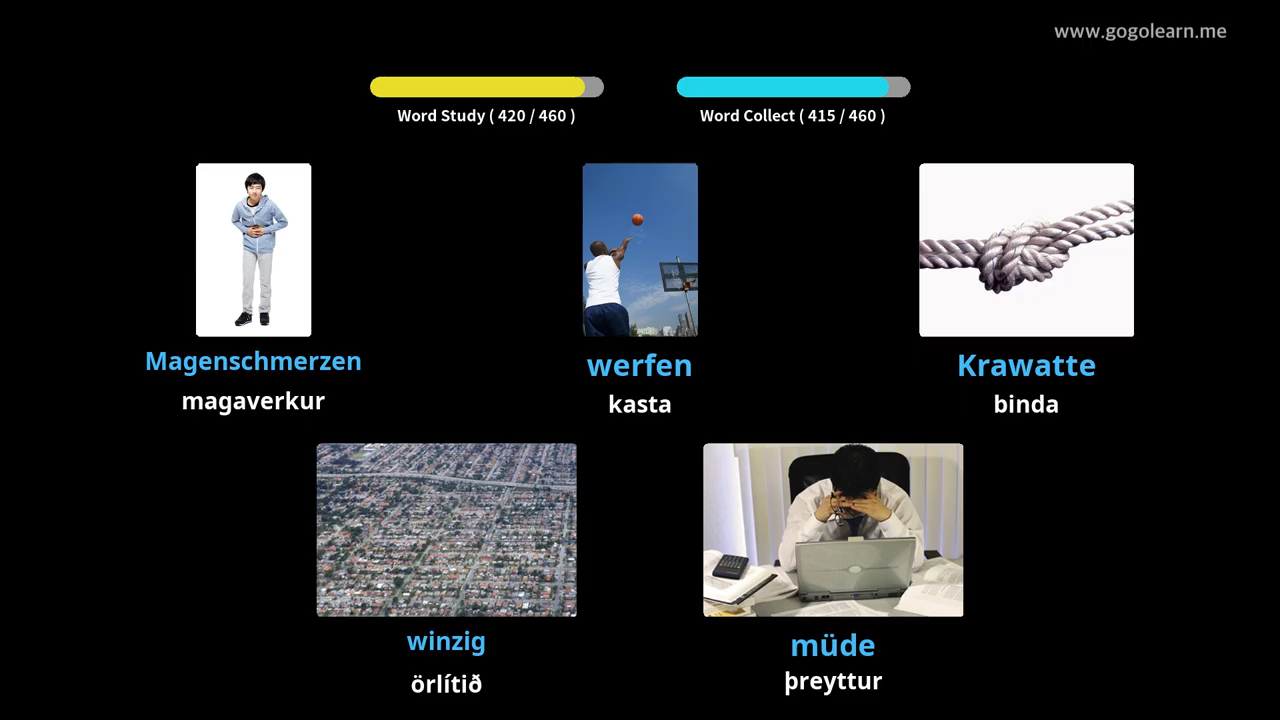 www.gogolearn.me
Word Study ( 420 / 460 )
Word Collect ( 415 / 460 )
Magenschmerzen
magaverkur
werfen
kasta
Krawatte
binda
winzig
örlítið
müde
þreyttur